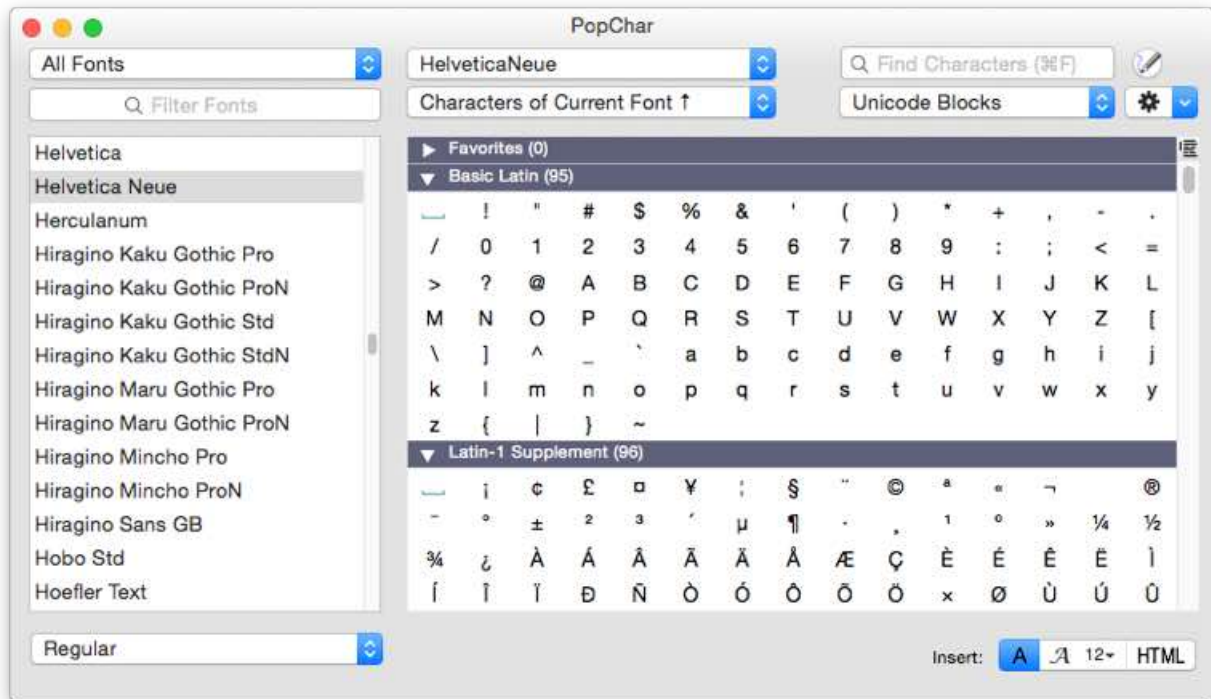 PopChar
All Fonts
HelveticaNeue
Find Characters (⌘F)
Filter Fonts
Characters of Current Font ↑
Unicode Blocks
Helvetica
Helvetica Neue
Herculanum
Hiragino Kaku Gothic Pro
Hiragino Kaku Gothic ProN
Hiragino Kaku Gothic Std
Hiragino Kaku Gothic StdN
Hiragino Maru Gothic Pro
Hiragino Maru Gothic ProN
Hiragino Mincho Pro
Hiragino Mincho ProN
Hiragino Sans GB
Hobo Std
Hoefler Text
Regular
▶ Favorites (0)
▼ Basic Latin (95)
! " # $ % & ' ( ) * + , - .
/ 0 1 2 3 4 5 6 7 8 9 : ; < =
> ? @ A B C D E F G H I J K L
M N O P Q R S T U V W X Y Z [
\ ] ^ _ ` a b c d e f g h i j
k l m n o p q r s t u v w x y
z { | } ~
▼ Latin-1 Supplement (96)
¡ ¢ £ ¤ ¥ ¦ § ¨ © ª « ¬ ®
¯ ° ± ² ³ ´ µ ¶ · ¸ ¹ º » ¼ ½
¾ ¿ À Á Â Ã Ä Å Æ Ç È É Ê Ë Ì
Í Î Ï Ð Ñ Ò Ó Ô Õ Ö × Ø Ù Ú Û
Insert: A A 12 HTML